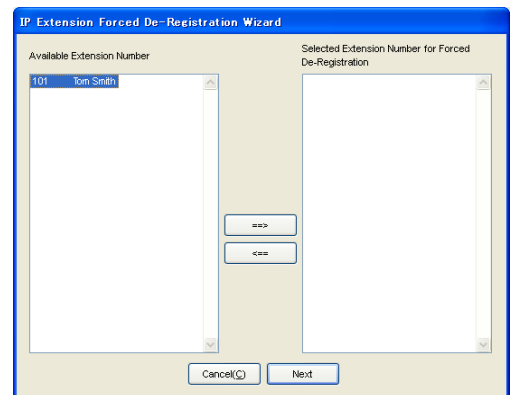 IP Extension Forced De-Registration Wizard
Available Extension Number
Selected Extension Number for Forced
De-Registration
101 Tom Smith
==>
<==
Cancel(C)
Next